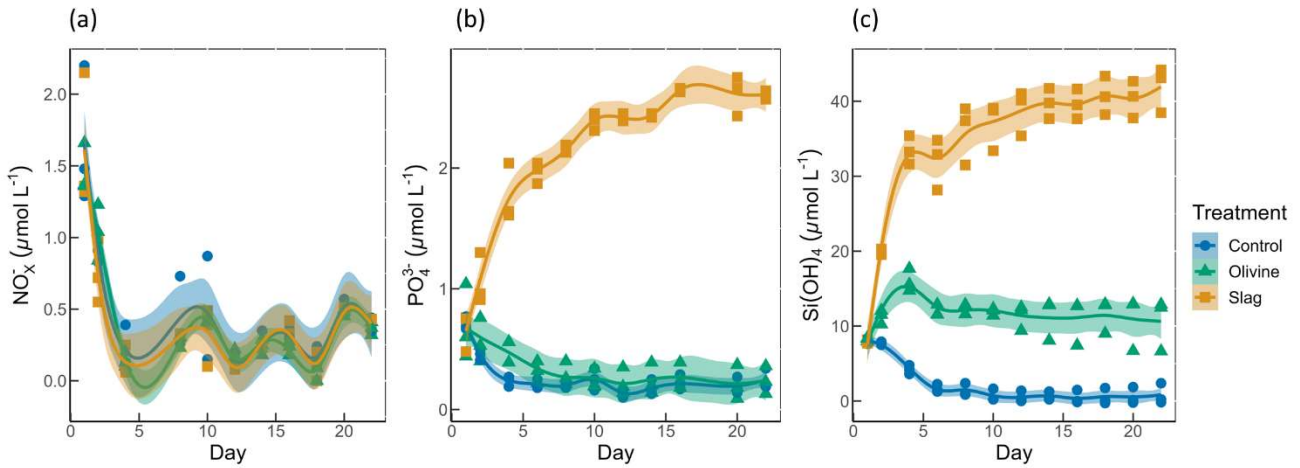 (a)
(b)
(c)
2.0
1.5
1.0
0.5
0.0
NOₓ⁻ (µmol L⁻¹)
0 5 10 15 20
Day
2
1
0
PO₄³⁻ (µmol L⁻¹)
0 5 10 15 20
Day
40
30
20
10
0
Si(OH)₄ (µmol L⁻¹)
0 5 10 15 20
Day
Treatment
Control
Olivine
Slag